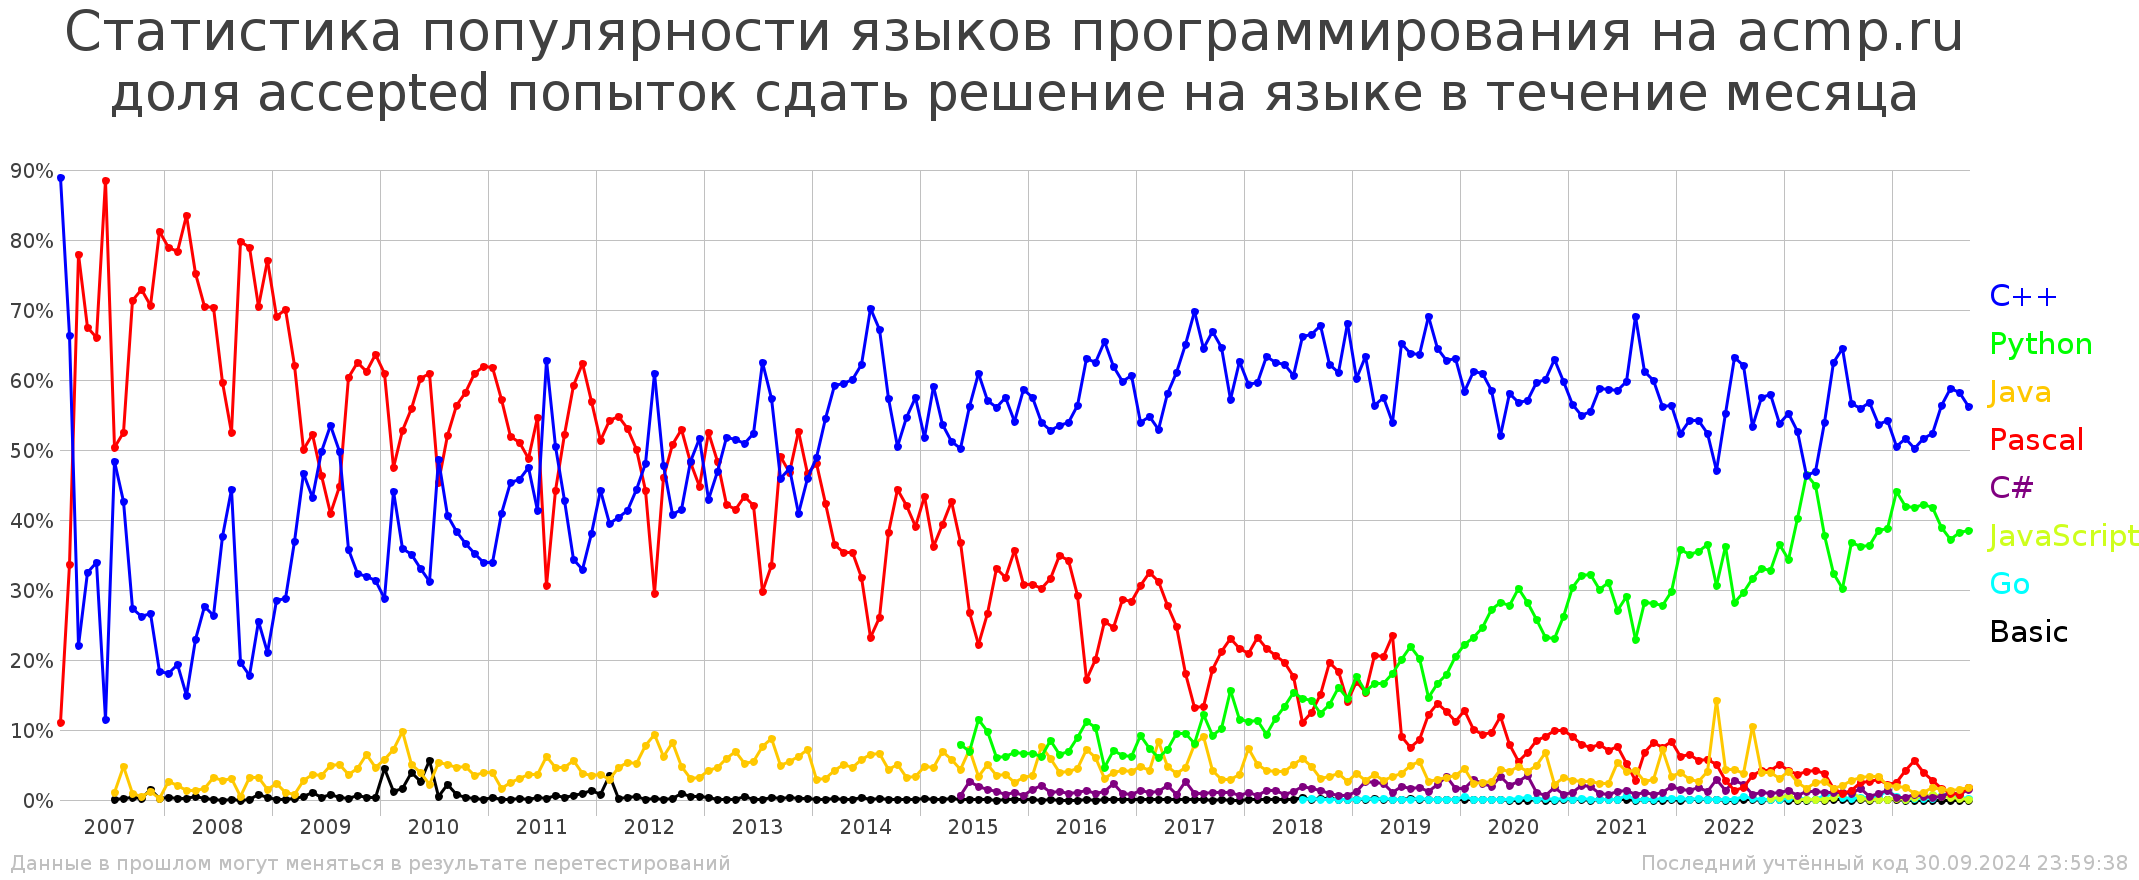 Статистика популярности языков программирования на acmp.ru
доля accepted попыток сдать решение на языке в течение месяца
90%
80%
70%
60%
50%
40%
30%
20%
10%
0%
2007 2008 2009 2010 2011 2012 2013 2014 2015 2016 2017 2018 2019 2020 2021 2022 2023
C++
Python
Java
Pascal
C#
JavaScript
Go
Basic
Данные в прошлом могут меняться в результате перетестирований
Последний учтённый код 30.09.2024 23:59:38